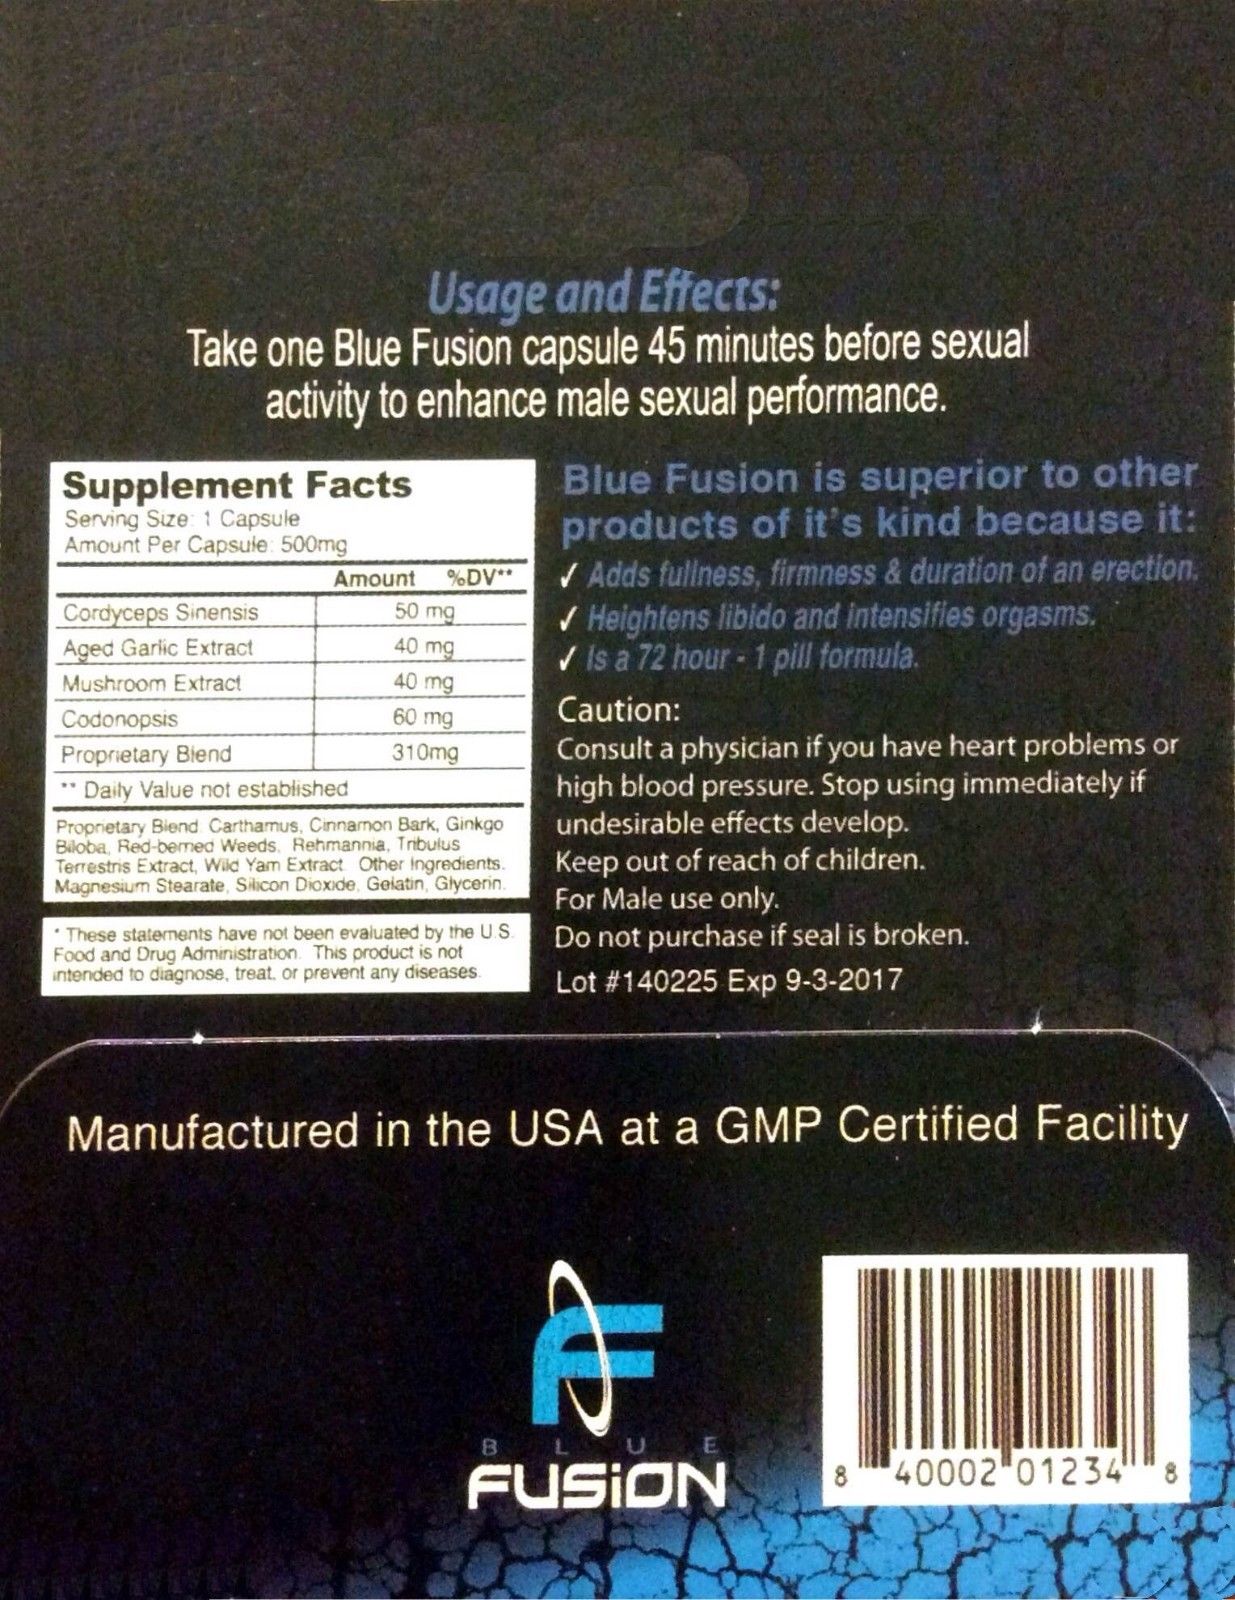 Usage and Effects:
Take one Blue Fusion capsule 45 minutes before sexual
activity to enhance male sexual performance.
Supplement Facts
Serving Size: 1 Capsule
Amount Per Capsule: 500mg
Amount %DV**
Cordyceps Sinensis 50 mg
Aged Garlic Extract 40 mg
Mushroom Extract 40 mg
Codonopsis 60 mg
Proprietary Blend 310mg
** Daily Value not established
Proprietary Blend: Carthamus, Cinnamon Bark, Ginkgo
Biloba, Red-berried Weeds, Rehmannia, Tribulus
Terrestris Extract, Wild Yam Extract. Other Ingredients.
Magnesium Stearate, Silicon Dioxide, Gelatin, Glycerin.
* These statements have not been evaluated by the U.S.
Food and Drug Administration. This product is not
intended to diagnose, treat, or prevent any diseases.
Blue Fusion is superior to other
products of it's kind because it:
✓ Adds fullness, firmness & duration of an erection.
✓ Heightens libido and intensifies orgasms.
✓ Is a 72 hour - 1 pill formula.
Caution:
Consult a physician if you have heart problems or
high blood pressure. Stop using immediately if
undesirable effects develop.
Keep out of reach of children.
For Male use only.
Do not purchase if seal is broken.
Lot #140225 Exp 9-3-2017
Manufactured in the USA at a GMP Certified Facility
BLUE
FUSiON
8 40002 01234 8